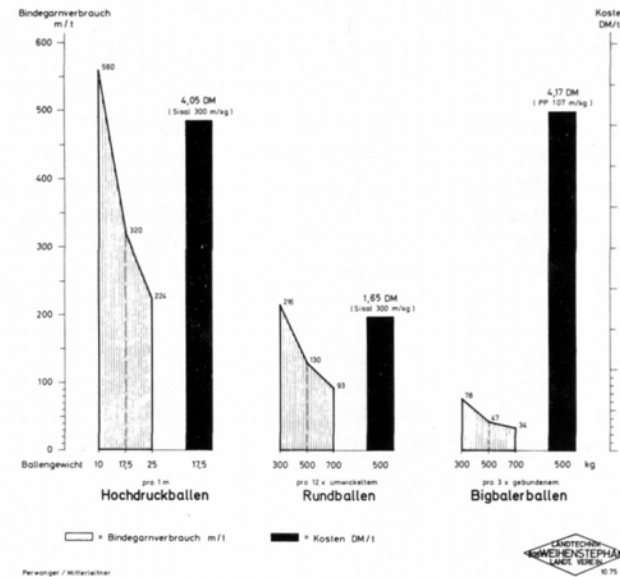 Bindegarnverbrauch
m/t
Koste
DM/t
600
500
400
300
200
100
0
560
320
224
4,05 DM
(Sisal 300 m/kg)
216
130
93
1,65 DM
(Sisal 300 m/kg)
78
47
34
4,17 DM
(PP 107 m/kg)
Ballengewicht 10 17,5 25 17,5 300 500 700 500 300 500 700 500 kg
pro 1 m
Hochdruckballen
pro 12 x umwickeltem
Rundballen
pro 3 x gebundenem
Bigbalerballen
= Bindegarnverbrauch m/t
= Kosten DM/t
LANDTECHNIK
WEIHENSTEPHA
LANDT. VEREIN
Perwanger / Mitterleitner
10.75